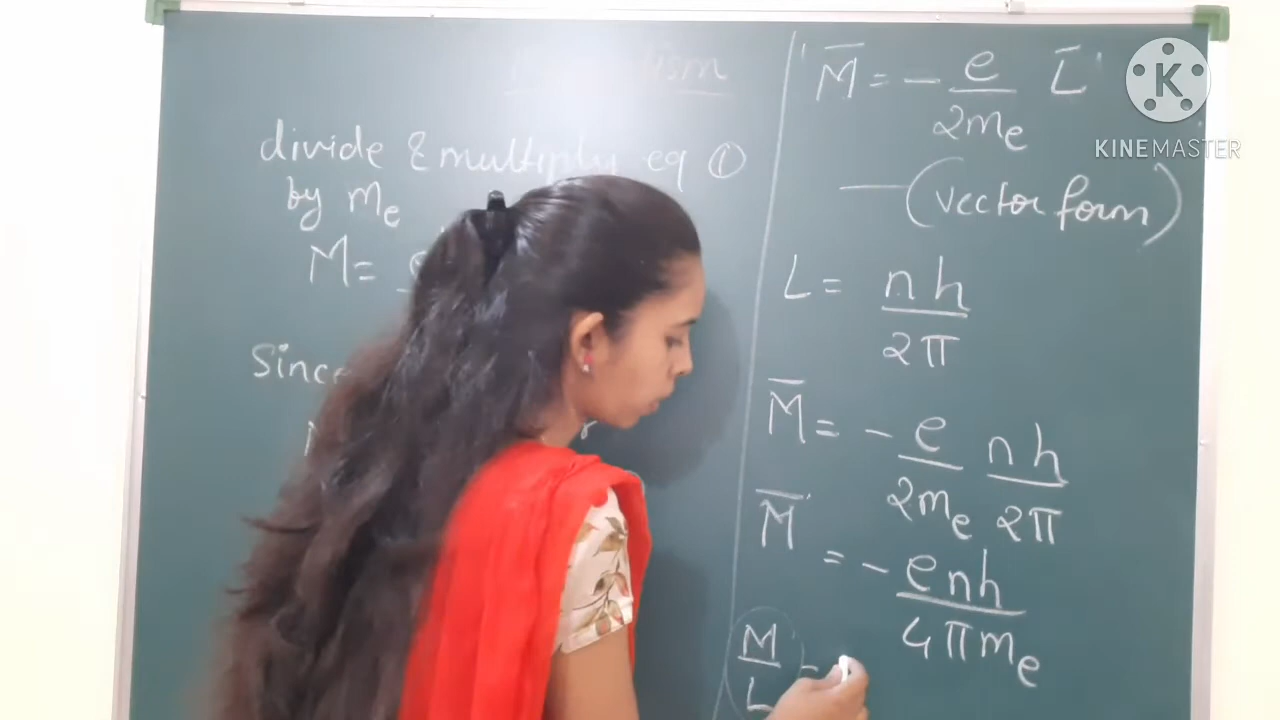 divide & multiply eq ①
by mₑ
M =
Since
M̄ = - e/2mₑ L̄
— (vector form)
L = nh/2π
M̄ = - e/2mₑ nh/2π
M̄ = - enh/4πmₑ
M/L =
KINEMASTER